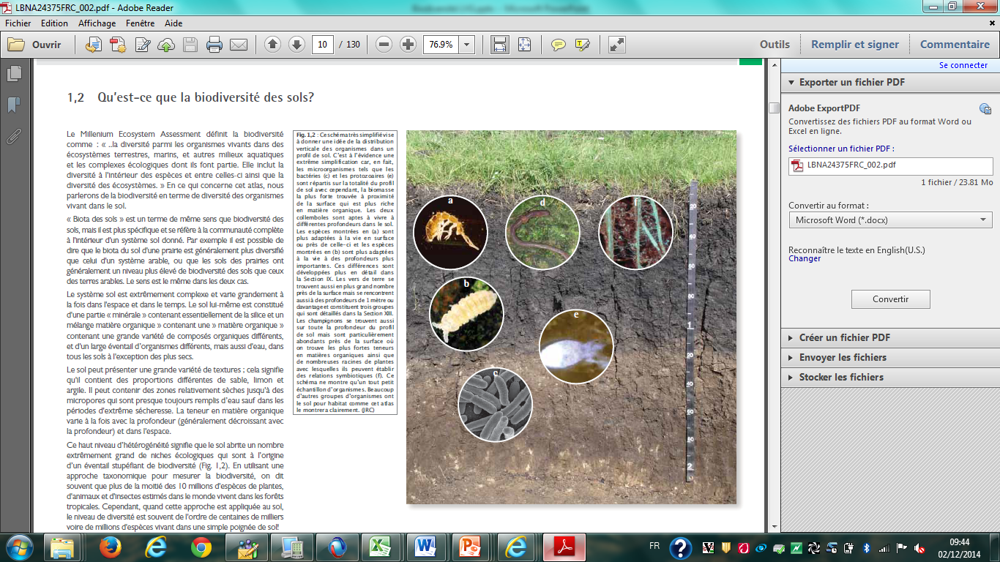 LBNA24375FRC_002.pdf - Adobe Reader
Fichier Edition Affichage Fenêtre Aide
Ouvrir 10 / 130 76.9% Outils Remplir et signer Commentaire
1,2 Qu'est-ce que la biodiversité des sols?
Le Millenium Ecosystem Assessment définit la biodiversité
comme : « ..la diversité parmi les organismes vivants dans des
écosystèmes terrestres, marins, et autres milieux aquatiques
et les complexes écologiques dont ils font partie. Elle inclut la
diversité à l'intérieur des espèces et entre celles-ci ainsi que la
diversité des écosystèmes. » En ce qui concerne cet atlas, nous
parlerons de la biodiversité en terme de diversité des organismes
vivant dans le sol.
« Biota des sols » est un terme de même sens que biodiversité des
sols, mais il est plus spécifique et se réfère à la communauté complète
à l'intérieur d'un système sol donné. Par exemple il est possible de
dire que le biota du sol d'une prairie est généralement plus diversifié
que celui d'un système arable, ou que les sols des prairies ont
généralement un niveau plus élevé de biodiversité des sols que ceux
des terres arables. Le sens est le même dans les deux cas.
Le système sol est extrêmement complexe et varie grandement à
la fois dans l'espace et dans le temps. Le sol lui-même est constitué
d'une partie « minérale » contenant essentiellement de la silice et un
mélange matière organique » contenant une » matière organique »
contenant une grande variété de composés organiques différents,
et d'un large éventail d'organismes différents, mais aussi d'eau, dans
tous les sols à l'exception des plus secs.
Le sol peut présenter une grande variété de textures ; cela signifie
qu'il contient des proportions différentes de sable, limon et
argile. Il peut contenir des zones relativement sèches jusqu'à des
micropores qui sont presque toujours remplis d'eau sauf dans les
périodes d'extrême sécheresse. La teneur en matière organique
varie à la fois avec la profondeur (généralement décroissant avec
la profondeur) et dans l'espace.
Ce haut niveau d'hétérogénéité signifie que le sol abrite un nombre
extrêmement grand de niches écologiques qui sont à l'origine
d'un éventail stupéfiant de biodiversité (Fig. 1,2). En utilisant une
approche taxonomique pour mesurer la biodiversité, on dit
souvent que plus de la moitié des 10 millions d'espèces de plantes,
d'animaux et d'insectes estimés dans le monde vivent dans les forêts
tropicales. Cependant, quand cette approche est appliquée au sol,
le niveau de diversité est souvent de l'ordre de centaines de milliers
voire de millions d'espèces vivant dans une simple poignée de sol!
Fig. 1,2 : Ce schéma très simplifié vise
à donner une idée de la distribution
verticale des organismes dans un
profil de sol. C'est à l'évidence une
extrême simplification car, en fait,
les microorganismes tels que les
bactéries (c) et les protozoaires (e)
sont répartis sur la totalité du profil
de sol avec cependant, la biomasse
la plus forte trouvée à proximité
de la surface qui est plus riche
en matière organique. Les deux
collemboles sont aptes à vivre à
différentes profondeurs dans le sol.
Les espèces montrées en (a) sont
plus adaptées à la vie en surface
ou près de celle-ci et les espèces
montrées en (b) sont plus adaptées
à la vie à des profondeurs plus
importantes. Ces différences sont
développées plus en détail dans
la Section IX. Les vers de terre se
trouvent aussi en plus grand nombre
près de la surface mais se rencontrent
aussi à des profondeurs de 1 mètre ou
davantage et constituent trois groupes
qui sont détaillés dans la Section XIII.
Les champignons se trouvent aussi
sur toute la profondeur du profil
de sol mais sont particulièrement
abondants près de la surface où
on trouve les plus fortes teneurs
en matières organiques ainsi que
de nombreuses racines de plantes
avec lesquelles ils peuvent établir
des relations symbiotiques (f). Ce
schéma ne montre qu'un tout petit
échantillon d'organismes. Beaucoup
d'autres groupes d'organismes ont
le sol pour habitat comme cet atlas
le montrera clairement. (JRC)
a d f
b
e
c
20
40
60
80
1
20
40
60
80
2
Se connecter
Exporter un fichier PDF
Adobe ExportPDF
Convertissez des fichiers PDF au format Word ou
Excel en ligne.
Sélectionner un fichier PDF :
LBNA24375FRC_002.pdf
1 fichier / 23.81 Mo
Convertir au format :
Microsoft Word (*.docx)
Reconnaître le texte en English(U.S.)
Changer
Convertir
Créer un fichier PDF
Envoyer les fichiers
Stocker les fichiers
FR
09:44
02/12/2014